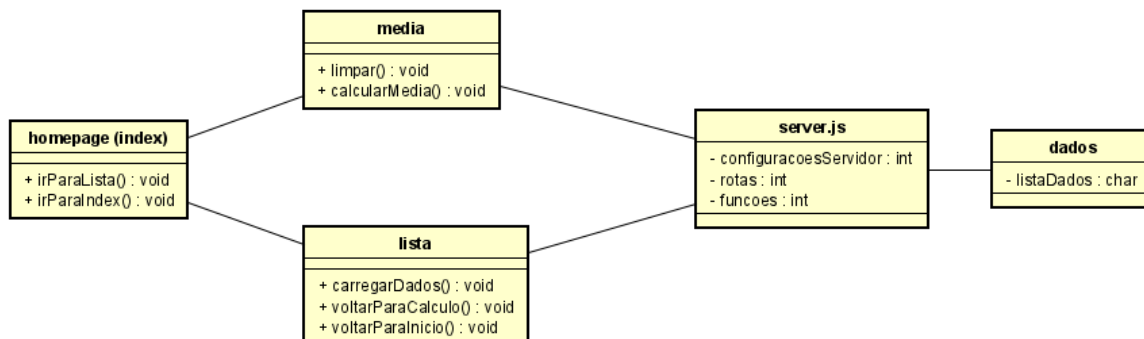 media
+ limpar() : void
+ calcularMedia() : void
homepage (index)
+ irParaLista() : void
+ irParaIndex() : void
server.js
- configuracoesServidor : int
- rotas : int
- funcoes : int
dados
- listaDados : char
lista
+ carregarDados() : void
+ voltarParaCalculo() : void
+ voltarParaInicio() : void